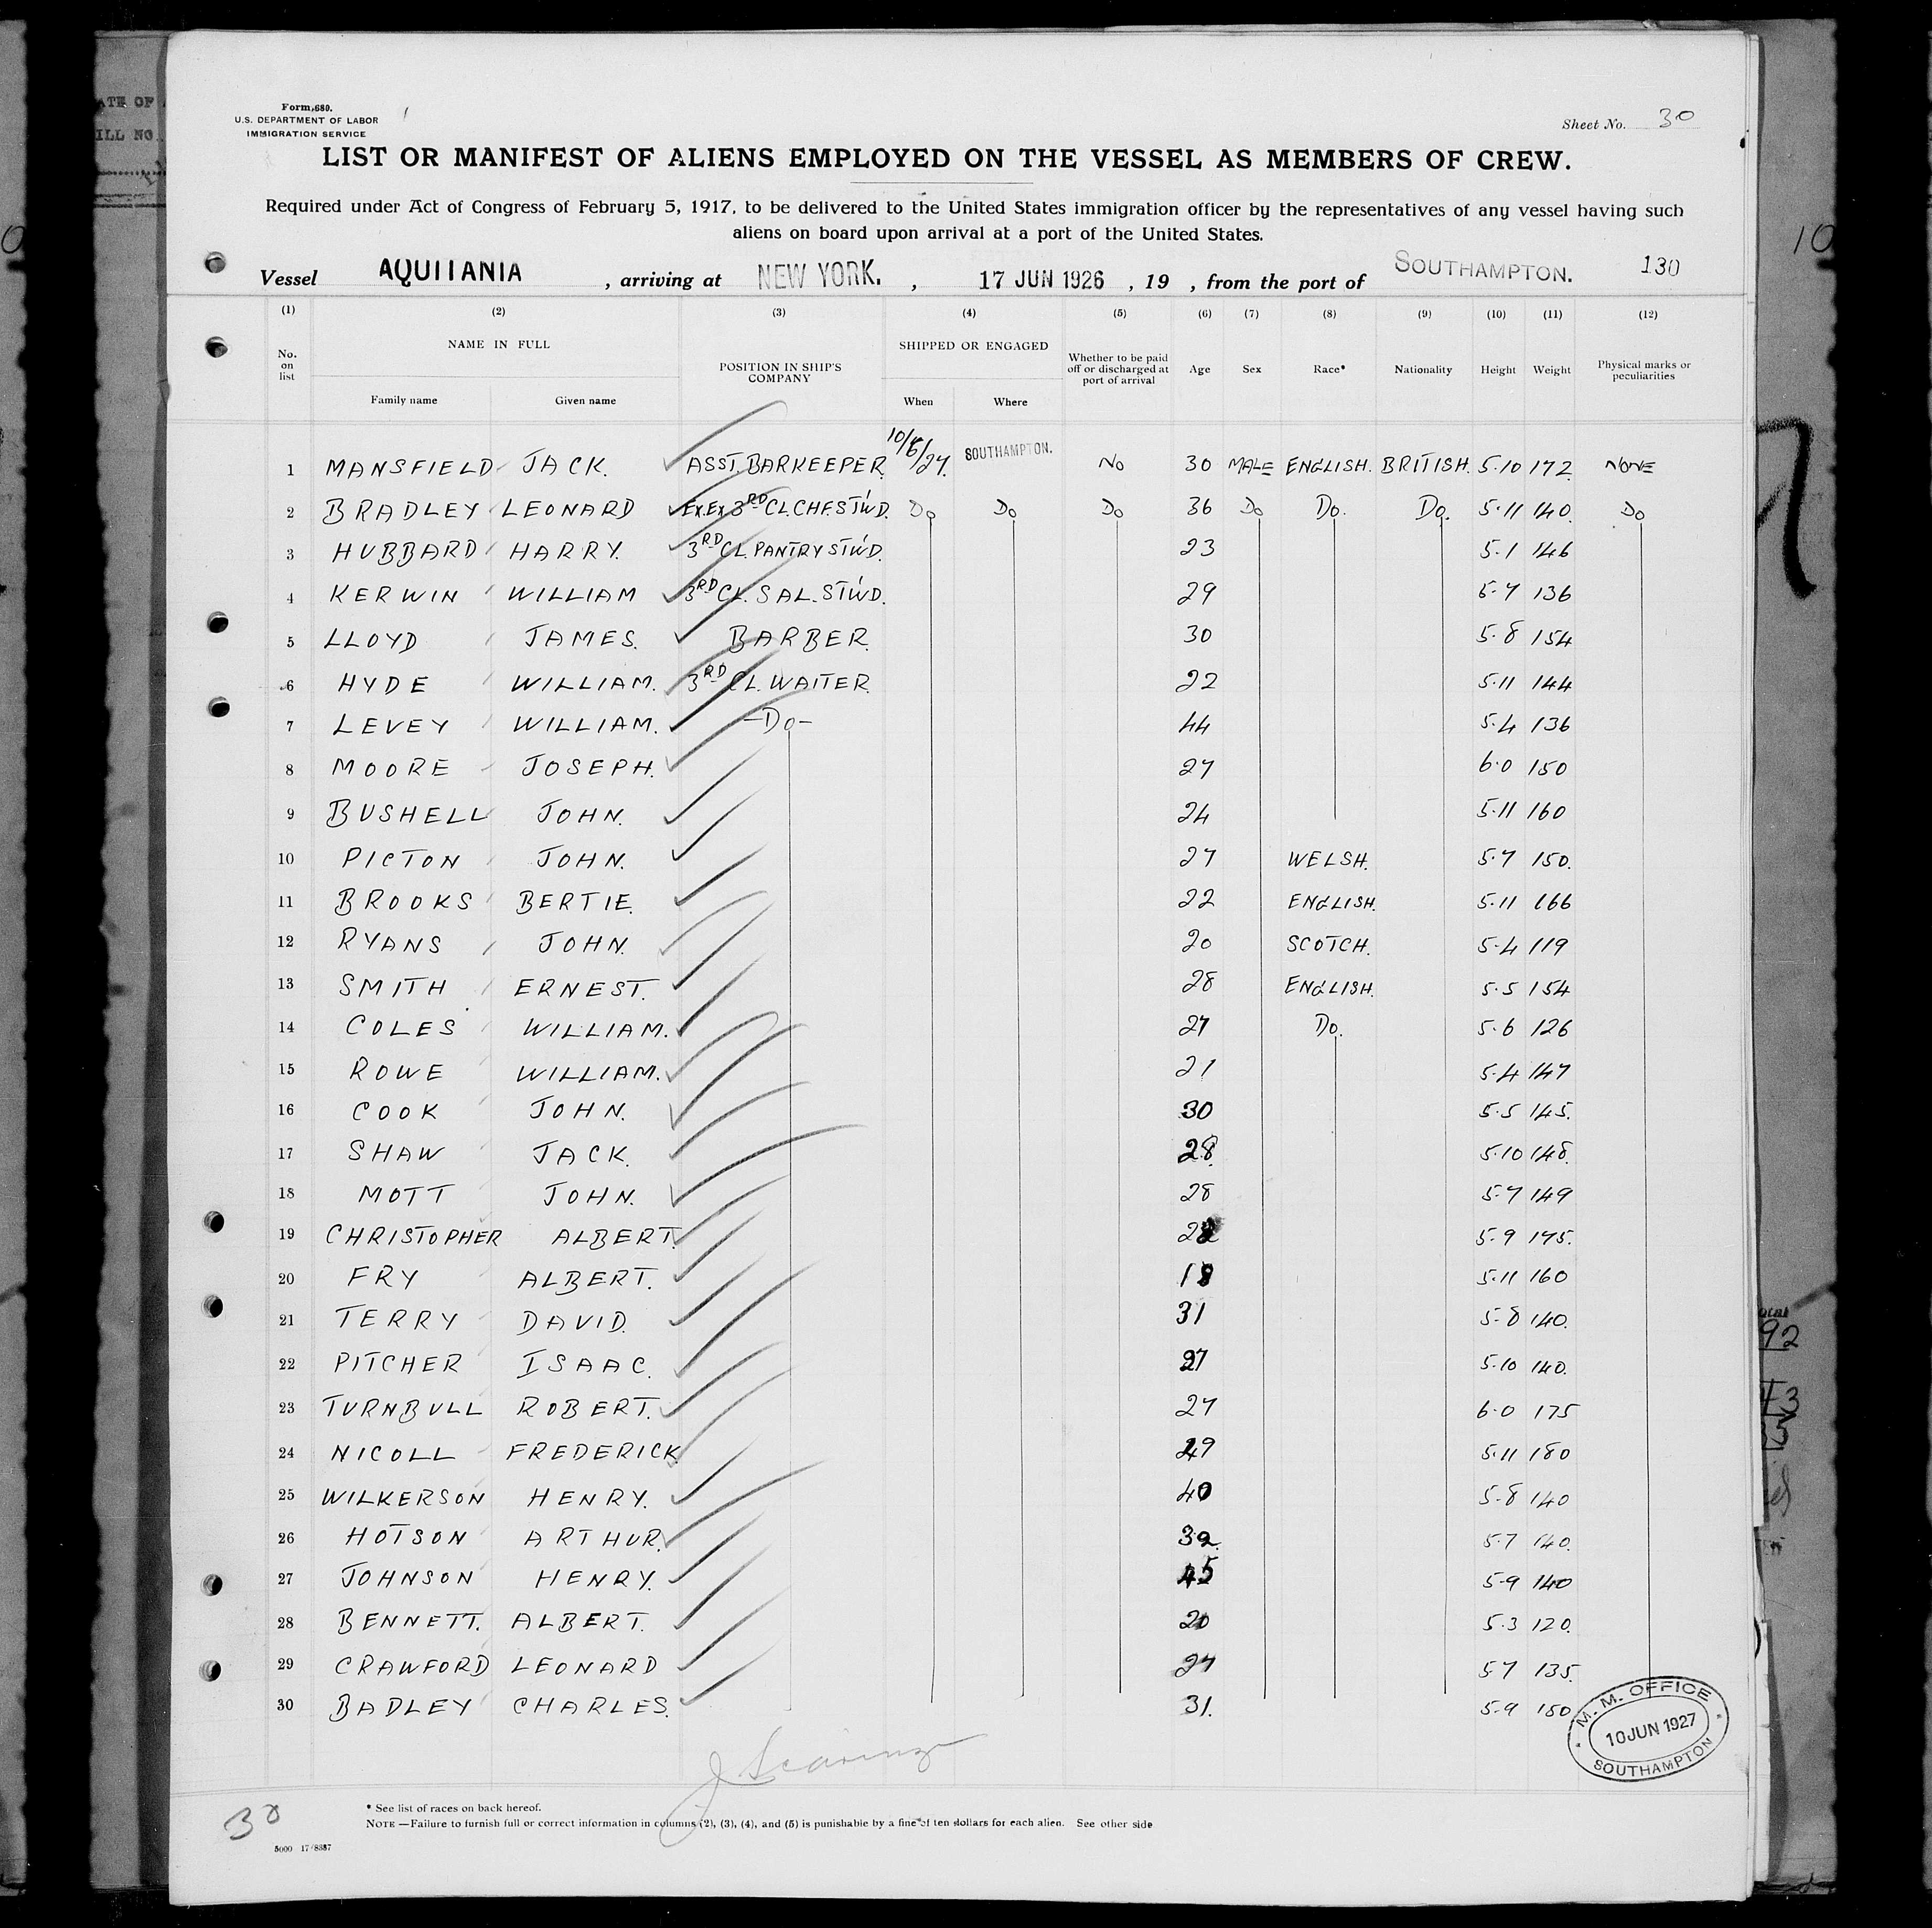 Form 680.
U.S. DEPARTMENT OF LABOR
IMMIGRATION SERVICE
Sheet No. 30
LIST OR MANIFEST OF ALIENS EMPLOYED ON THE VESSEL AS MEMBERS OF CREW.
Required under Act of Congress of February 5, 1917, to be delivered to the United States immigration officer by the representatives of any vessel having such
aliens on board upon arrival at a port of the United States.
Vessel AQUITANIA , arriving at NEW YORK. , 17 JUN 1926 , 19 , from the port of SOUTHAMPTON. 130
(1) (2) (3) (4) (5) (6) (7) (8) (9) (10) (11) (12)
No. on list NAME IN FULL Family name Given name POSITION IN SHIP'S COMPANY SHIPPED OR ENGAGED When Where Whether to be paid off or discharged at port of arrival Age Sex Race* Nationality Height Weight Physical marks or peculiarities
1 MANSFIELD JACK. ASST. BARKEEPER. 10/6/27. SOUTHAMPTON. No 30 MALE ENGLISH. BRITISH. 5.10 172 NONE
2 BRADLEY LEONARD Ex.Ex 3RD CL.CHF.STWD. Do Do Do 36 Do Do. Do. 5.11 140. Do
3 HUBBARD HARRY. 3RD CL. PANTRY STWD. 23 5.1 146
4 KERWIN WILLIAM 3RD CL. SAL. STWD. 29 5.7 136
5 LLOYD JAMES. BARBER. 30 5.8 154
6 HYDE WILLIAM. 3RD CL. WAITER. 22 5.11 144
7 LEVEY WILLIAM. -Do- 44 5.4 136
8 MOORE JOSEPH. 27 6.0 150
9 BUSHELL JOHN. 24 5.11 160
10 PICTON JOHN. 27 WELSH. 5.7 150.
11 BROOKS BERTIE. 22 ENGLISH. 5.11 166
12 RYANS JOHN. 20 SCOTCH. 5.4 119
13 SMITH ERNEST. 28 ENGLISH. 5.5 154
14 COLES WILLIAM. 27 Do. 5.6 126
15 ROWE WILLIAM. 21 5.4 147
16 COOK JOHN. 30 5.5 145.
17 SHAW JACK. 28. 5.10 148.
18 MOTT JOHN. 28 5.7 149
19 CHRISTOPHER ALBERT. 5.9 175.
20 FRY ALBERT. 18 5.11 160
21 TERRY DAVID. 31 5.8 140.
22 PITCHER ISAAC. 27 5.10 140.
23 TURNBULL ROBERT. 27 6.0 175
24 NICOLL FREDERICK. 5.11 180
25 WILKERSON HENRY. 40 5.8 140
26 HOTSON ARTHUR. 32. 5.7 140.
27 JOHNSON HENRY. 45 5.9 140
28 BENNETT. ALBERT. 20 5.3 120.
29 CRAWFORD LEONARD 27 5.7 135.
30 BADLEY CHARLES. 31. 5.9 150
M. M. OFFICE
10 JUN 1927
SOUTHAMPTON
30
* See list of races on back hereof.
NOTE —Failure to furnish full or correct information in columns (2), (3), (4), and (5) is punishable by a fine of ten dollars for each alien. See other side
5000 17/8357